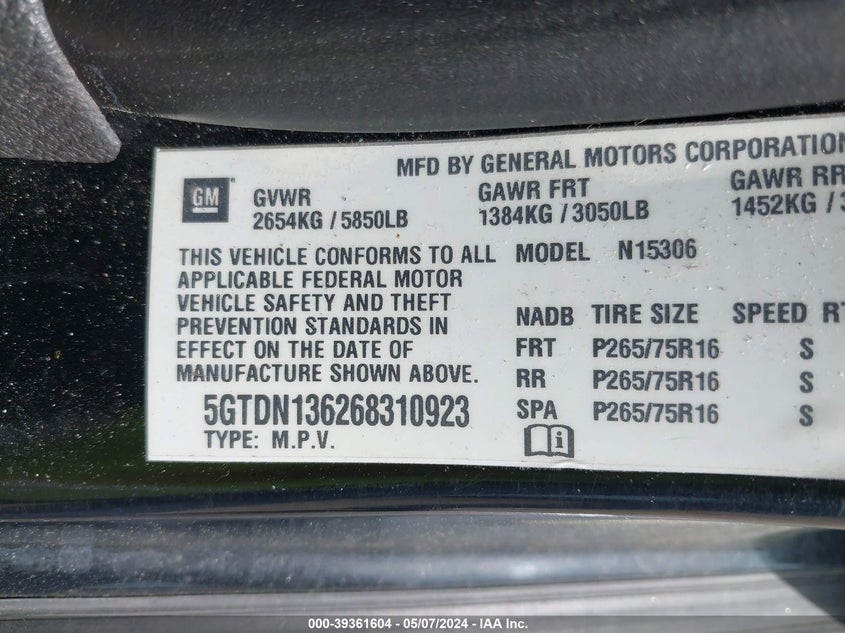 MFD BY GENERAL MOTORS CORPORATION
GM
GVWR GAWR FRT GAWR RR
2654KG / 5850LB 1384KG / 3050LB 1452KG /
THIS VEHICLE CONFORMS TO ALL MODEL N15306
APPLICABLE FEDERAL MOTOR
VEHICLE SAFETY AND THEFT NADB TIRE SIZE SPEED
PREVENTION STANDARDS IN FRT P265/75R16 S
EFFECT ON THE DATE OF RR P265/75R16 S
MANUFACTURE SHOWN ABOVE. SPA P265/75R16 S
5GTDN136268310923
TYPE: M.P.V.
000-39361604 — 05/07/2024 — IAA Inc.